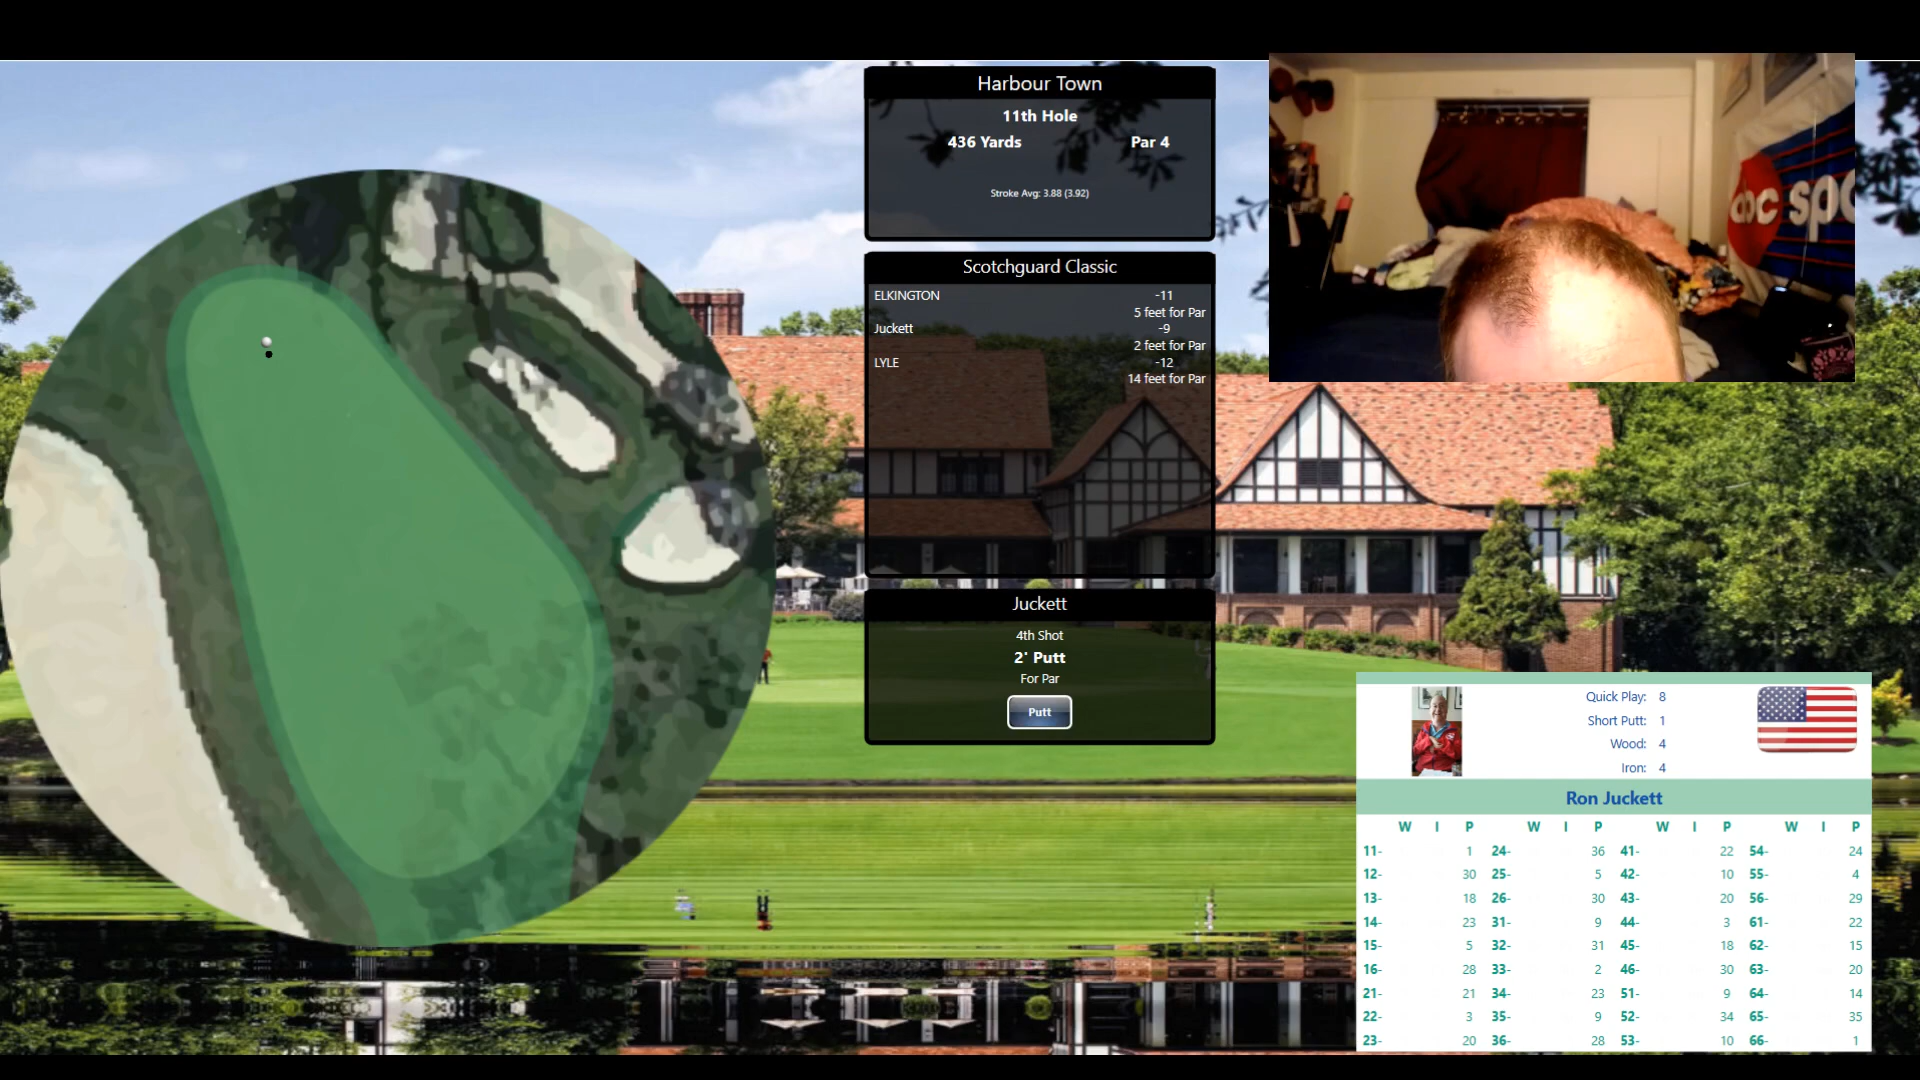 Harbour Town
11th Hole
436 Yards Par 4
Stroke Avg: 3.88 (3.92)
Scotchguard Classic
ELKINGTON -11
5 feet for Par
Juckett -9
2 feet for Par
LYLE -12
14 feet for Par
Juckett
4th Shot
2' Putt
For Par
Putt
abc spo
Quick Play: 8
Short Putt: 1
Wood: 4
Iron: 4
Ron Juckett
W I P W I P W I P W I P
11- 1 24- 36 41- 22 54- 24
12- 30 25- 5 42- 10 55- 4
13- 18 26- 30 43- 20 56- 29
14- 23 31- 9 44- 3 61- 22
15- 5 32- 31 45- 18 62- 15
16- 28 33- 2 46- 30 63- 20
21- 21 34- 23 51- 9 64- 14
22- 3 35- 9 52- 34 65- 35
23- 20 36- 28 53- 10 66- 1